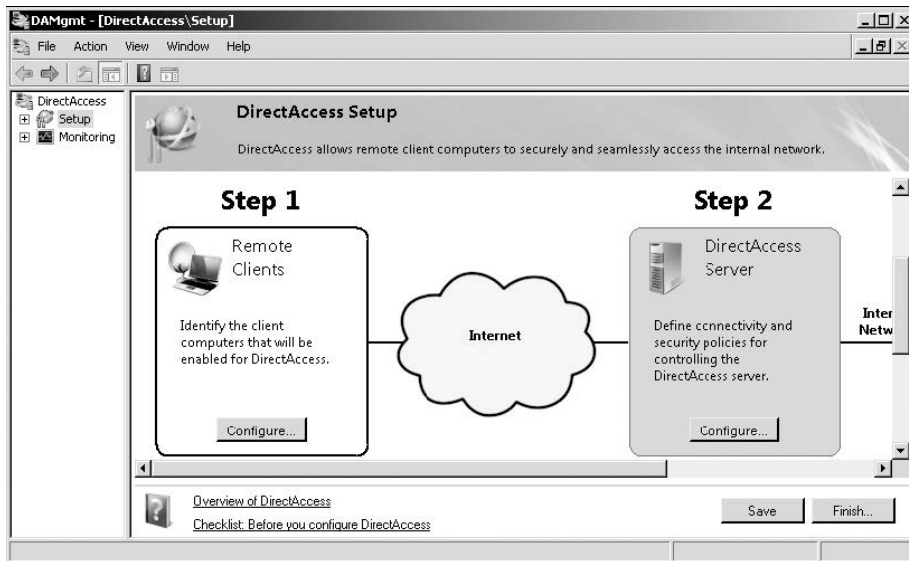 DAMgmt - [DirectAccess\Setup]
File Action View Window Help
DirectAccess
Setup
Monitoring
DirectAccess Setup
DirectAccess allows remote client computers to securely and seamlessly access the internal network.
Step 1
Remote
Clients
Identify the client
computers that will be
enabled for DirectAccess.
Configure...
Internet
Step 2
DirectAccess
Server
Define connectivity and
security policies for
controlling the
DirectAccess server.
Configure...
Inter
Netw
Overview of DirectAccess
Checklist: Before you configure DirectAccess
Save
Finish...